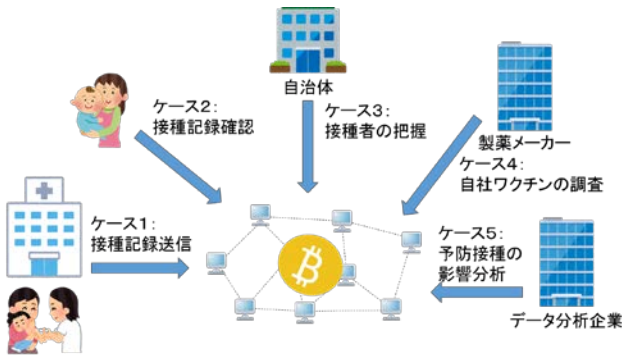 自治体
ケース2：
接種記録確認
ケース3：
接種者の把握
製薬メーカー
ケース4：
自社ワクチンの調査
ケース1：
接種記録送信
ケース5：
予防接種の
影響分析
データ分析企業